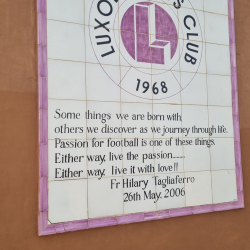 LUXO
S CLUB
L
1968
Some things we are born with,
others we discover as we journey through life.
Passion for football is one of these things.
Either way, live the passion.......
Either way, live it with love!!
Fr Hilary Tagliaferro
26th May, 2006